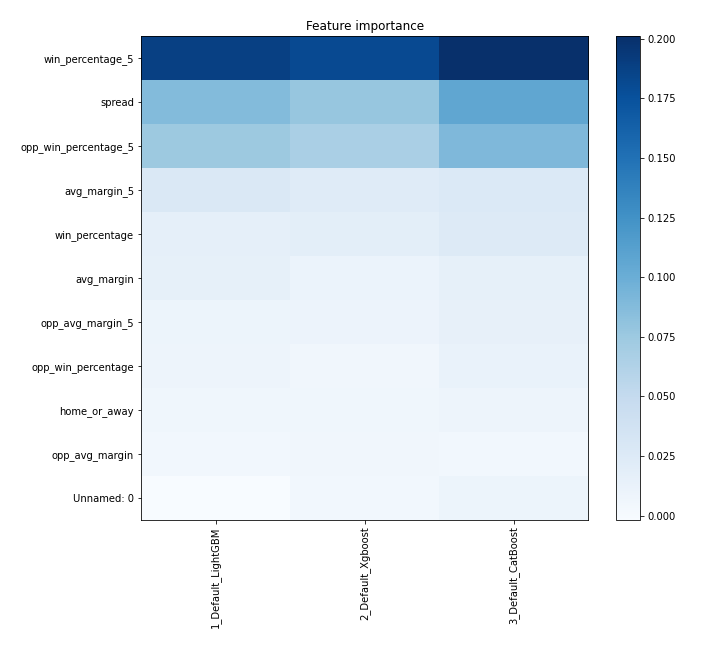 Feature importance
win_percentage_5
spread
opp_win_percentage_5
avg_margin_5
win_percentage
avg_margin
opp_avg_margin_5
opp_win_percentage
home_or_away
opp_avg_margin
Unnamed: 0
1_Default_LightGBM
2_Default_Xgboost
3_Default_CatBoost
0.200
0.175
0.150
0.125
0.100
0.075
0.050
0.025
0.000